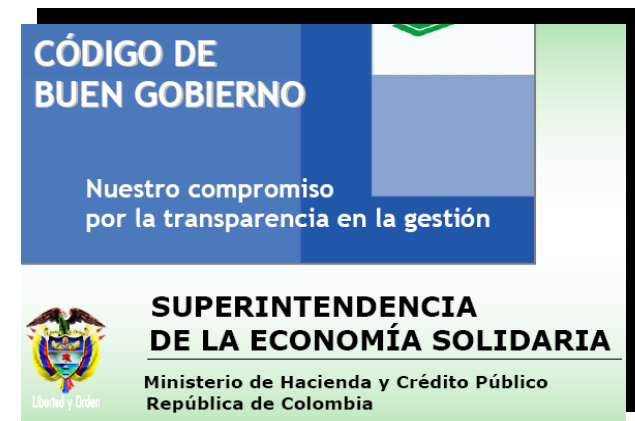 CÓDIGO DE
BUEN GOBIERNO
Nuestro compromiso
por la transparencia en la gestión
SUPERINTENDENCIA
DE LA ECONOMÍA SOLIDARIA
Ministerio de Hacienda y Crédito Público
República de Colombia
Libertad y Orden